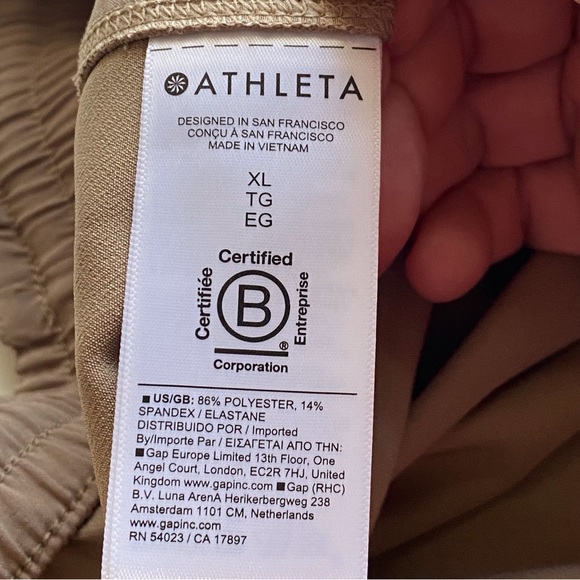 ATHLETA
DESIGNED IN SAN FRANCISCO
CONÇU À SAN FRANCISCO
MADE IN VIETNAM
XL
TG
EG
Certified
Certifiée
B
Entreprise
®
Corporation
■ US/GB: 86% POLYESTER, 14%
SPANDEX / ELASTANE
DISTRIBUIDO POR / Imported
By/Importe Par / ΕΙΣΑΓΕΤΑΙ ΑΠΟ ΤΗΝ:
■Gap Europe Limited 13th Floor, One
Angel Court, London, EC2R 7HJ, United
Kingdom www.gapinc.com ■Gap (RHC)
B.V. Luna ArenA Herikerbergweg 238
Amsterdam 1101 CM, Netherlands
www.gapinc.com
RN 54023 / CA 17897